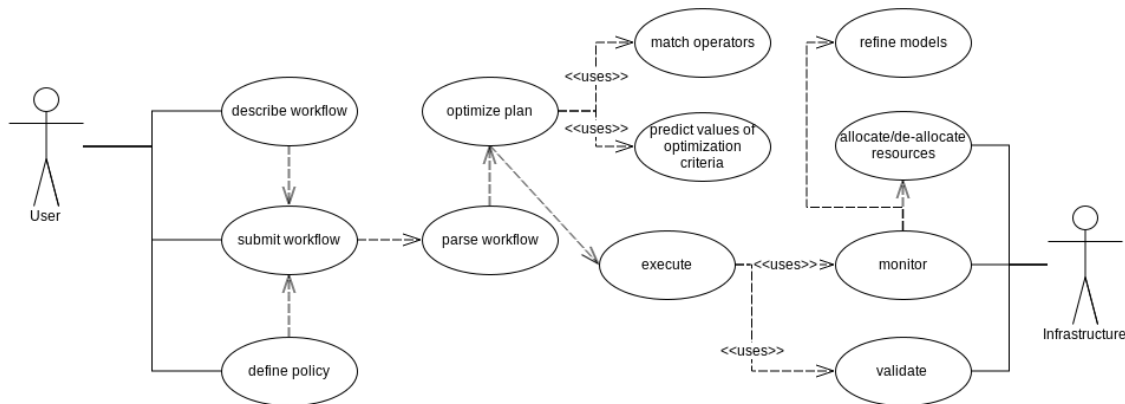 match operators
refine models
<<uses>>
describe workflow
optimize plan
<<uses>>
predict values of
optimization
criteria
allocate/de-allocate
resources
User
submit workflow
parse workflow
execute
<<uses>>
monitor
Infrastructure
<<uses>>
define policy
validate